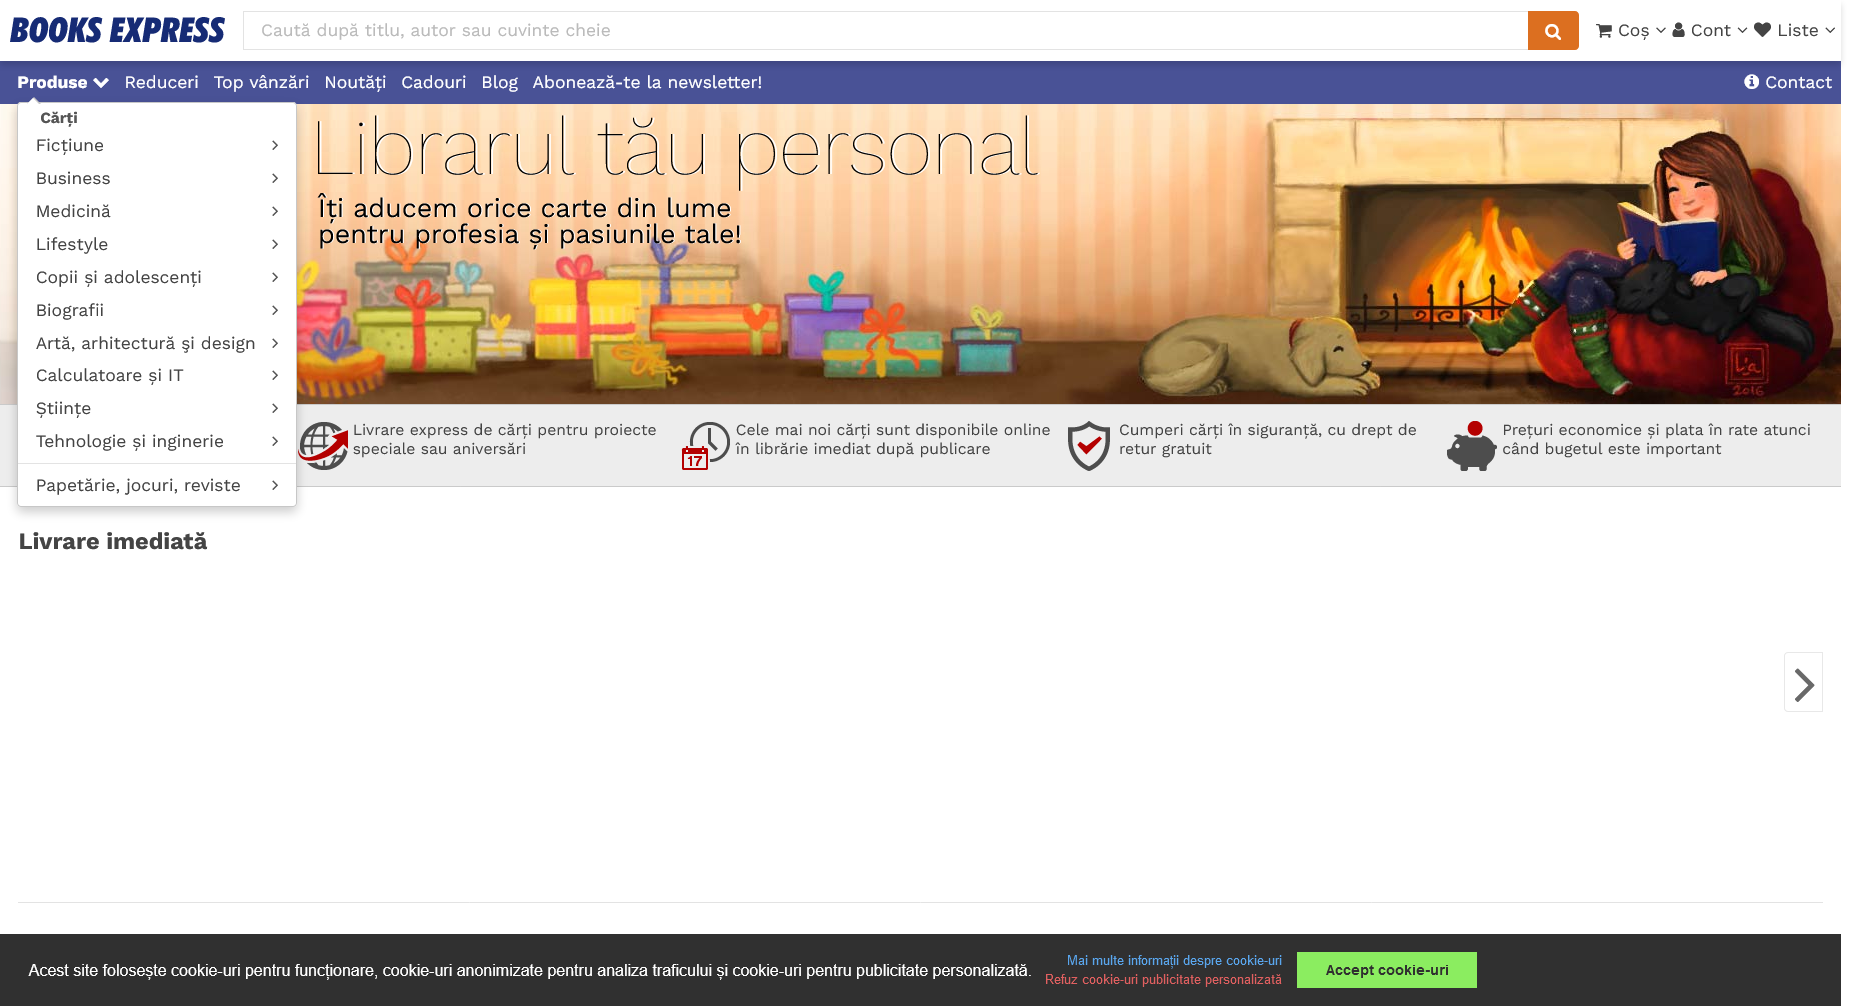 BOOKS EXPRESS
Caută după titlu, autor sau cuvinte cheie
Coș
Cont
Liste
Produse
Reduceri
Top vânzări
Noutăți
Cadouri
Blog
Abonează-te la newsletter!
Contact
Cărți
Ficțiune
Business
Medicină
Lifestyle
Copii și adolescenți
Biografii
Artă, arhitectură şi design
Calculatoare și IT
Științe
Tehnologie și inginerie
Papetărie, jocuri, reviste
Librarul tău personal
Îți aducem orice carte din lume
pentru profesia și pasiunile tale!
L'a
2016
Livrare express de cărți pentru proiecte
speciale sau aniversări
17
Cele mai noi cărți sunt disponibile online
în librărie imediat după publicare
Cumperi cărți în siguranță, cu drept de
retur gratuit
Prețuri economice și plata în rate atunci
când bugetul este important
Livrare imediată
Acest site folosește cookie-uri pentru funcționare, cookie-uri anonimizate pentru analiza traficului și cookie-uri pentru publicitate personalizată.
Mai multe informații despre cookie-uri
Refuz cookie-uri publicitate personalizată
Accept cookie-uri